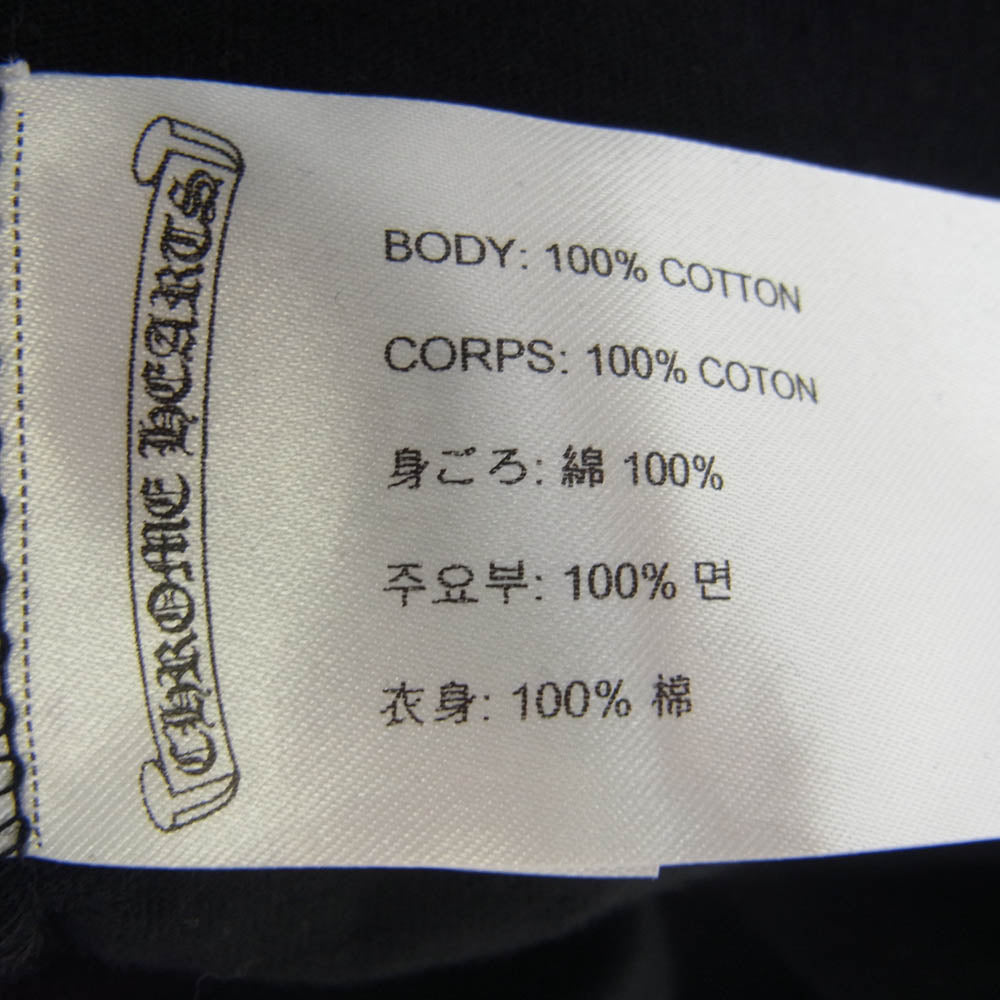 CHROME HEARTS
BODY: 100% COTTON
CORPS: 100% COTON
身ごろ: 綿 100%
주요부: 100% 면
衣身: 100% 棉